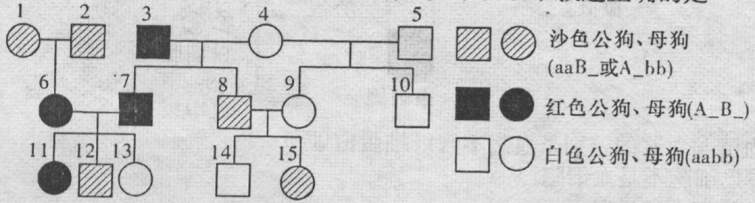 1 2 3 4 5
沙色公狗、母狗
(aaB_或A_bb)
6 7 8 9 10
红色公狗、母狗(A_B_)
11 12 13 14 15
白色公狗、母狗(aabb)